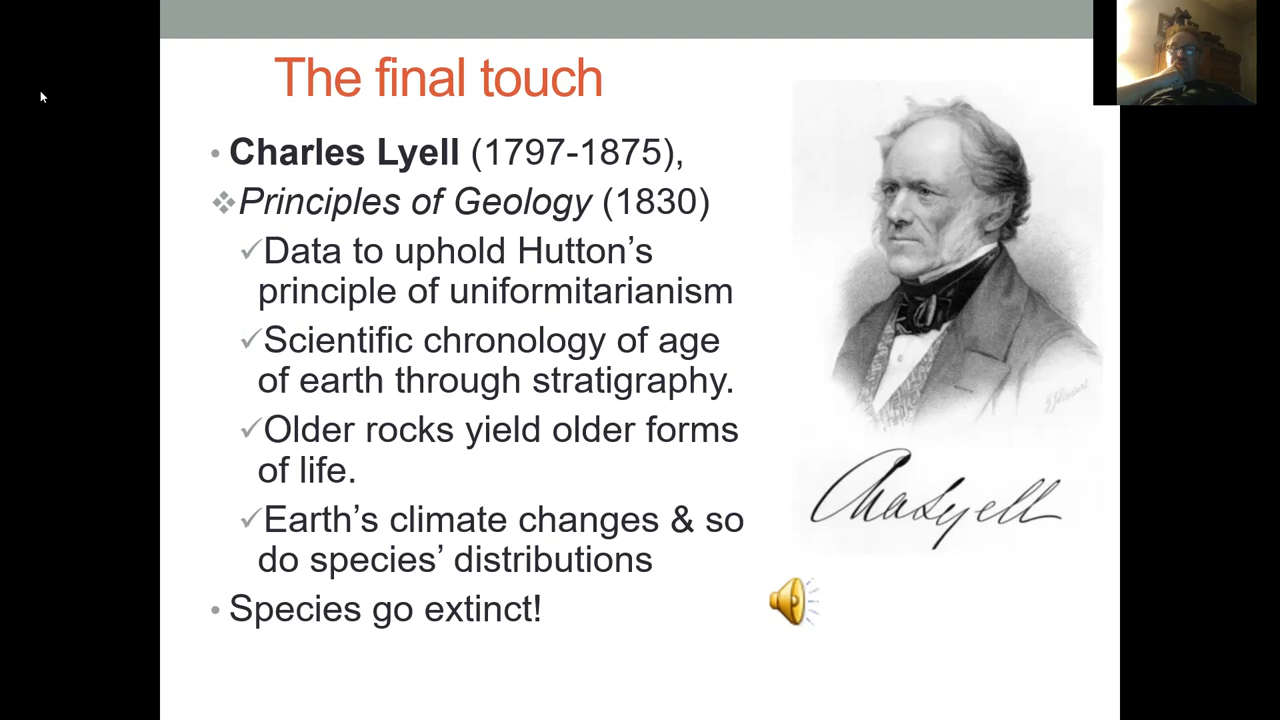 The final touch
• Charles Lyell (1797-1875),
❖Principles of Geology (1830)
✓Data to uphold Hutton’s
principle of uniformitarianism
✓Scientific chronology of age
of earth through stratigraphy.
✓Older rocks yield older forms
of life.
✓Earth’s climate changes & so
do species’ distributions
• Species go extinct!
Cha Lyell